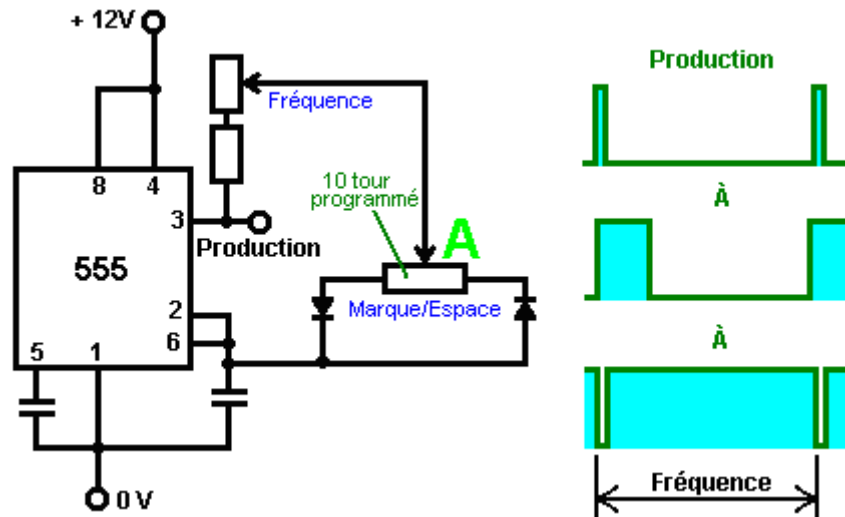 + 12V
Fréquence
8
4
10 tour
programmé
3
Production
A
555
2
Marque/Espace
6
5
1
0 V
Production
À
À
Fréquence